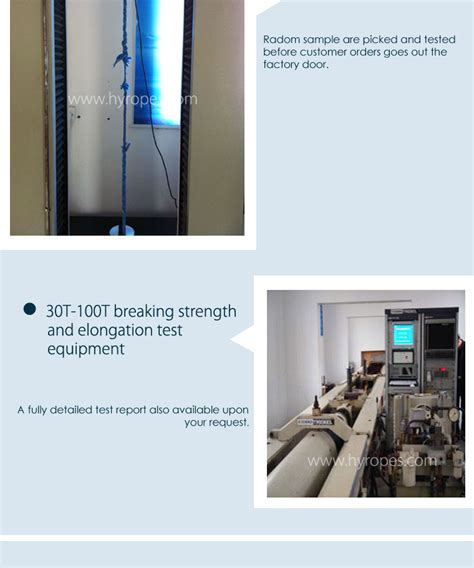 Radom sample are picked and tested
before customer orders goes out the
factory door.
www.hyropes.com
30T-100T breaking strength
and elongation test
equipment
A fully detailed test report also available upon
your request.
www.hyropes.com